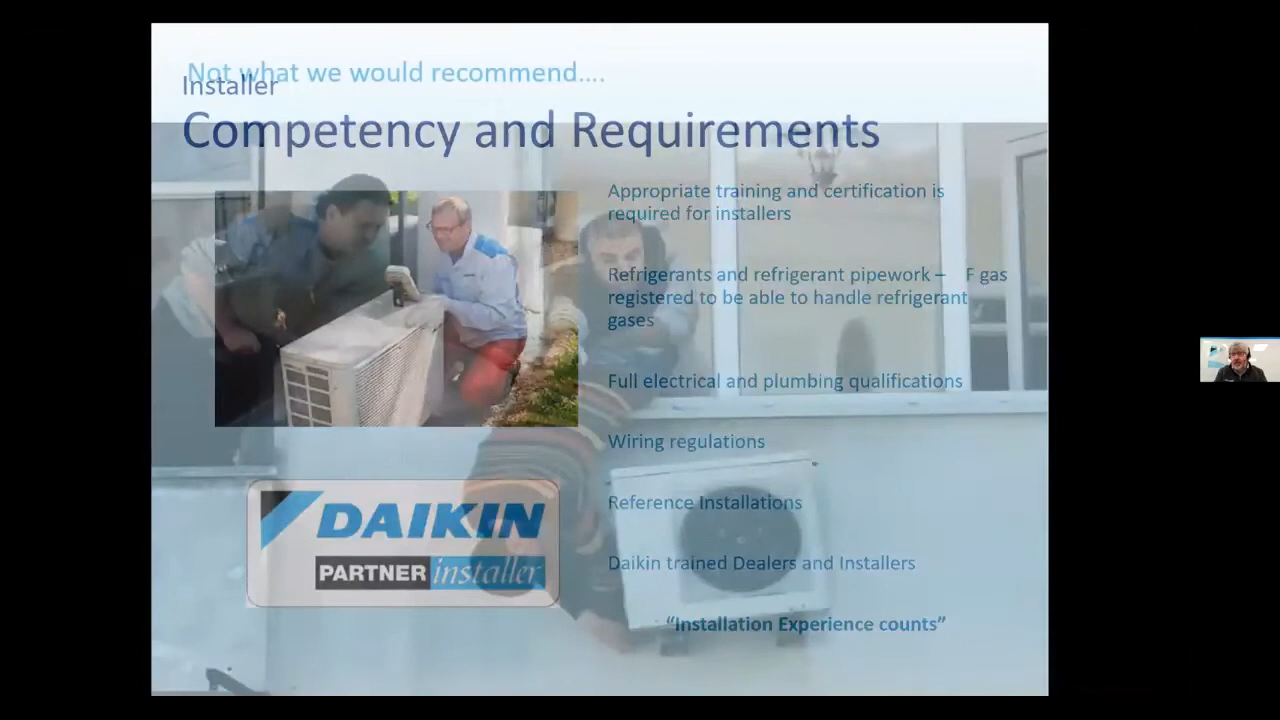 Not what we would recommend....
Installer
Competency and Requirements
Appropriate training and certification is
required for installers
Refrigerants and refrigerant pipework – F gas
registered to be able to handle refrigerant
gases
Full electrical and plumbing qualifications
Wiring regulations
Reference Installations
Daikin trained Dealers and Installers
“Installation Experience counts”
DAIKIN
PARTNER installer